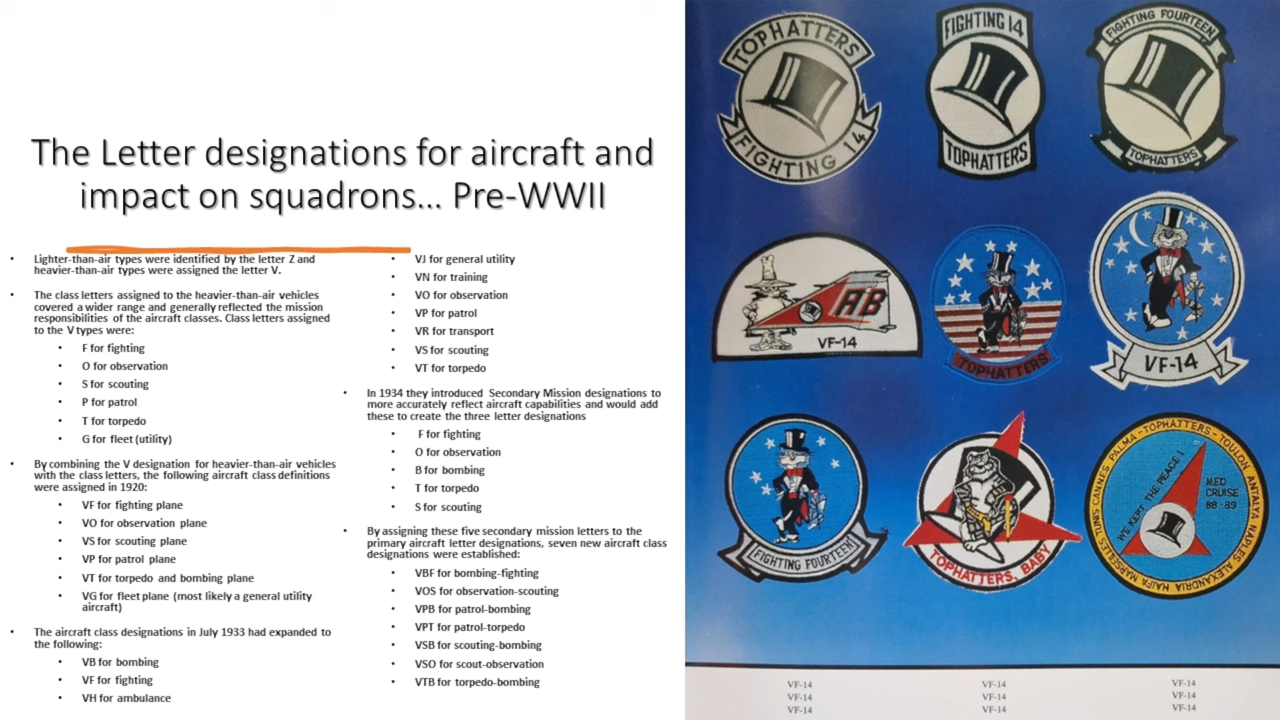 The Letter designations for aircraft and
impact on squadrons... Pre-WWII
• Lighter-than-air types were identified by the letter Z and
heavier-than-air types were assigned the letter V.
• The class letters assigned to the heavier-than-air vehicles
covered a wider range and generally reflected the mission
responsibilities of the aircraft classes. Class letters assigned
to the V types were:
• F for fighting
• O for observation
• S for scouting
• P for patrol
• T for torpedo
• G for fleet (utility)
• By combining the V designation for heavier-than-air vehicles
with the class letters, the following aircraft class definitions
were assigned in 1920:
• VF for fighting plane
• VO for observation plane
• VS for scouting plane
• VP for patrol plane
• VT for torpedo and bombing plane
• VG for fleet plane (most likely a general utility
aircraft)
• The aircraft class designations in July 1933 had expanded to
the following:
• VB for bombing
• VF for fighting
• VH for ambulance
• VJ for general utility
• VN for training
• VO for observation
• VP for patrol
• VR for transport
• VS for scouting
• VT for torpedo
• In 1934 they introduced Secondary Mission designations to
more accurately reflect aircraft capabilities and would add
these to create the three letter designations
• F for fighting
• O for observation
• B for bombing
• T for torpedo
• S for scouting
• By assigning these five secondary mission letters to the
primary aircraft letter designations, seven new aircraft class
designations were established:
• VBF for bombing-fighting
• VOS for observation-scouting
• VPB for patrol-bombing
• VPT for patrol-torpedo
• VSB for scouting-bombing
• VSO for scout-observation
• VTB for torpedo-bombing
TOPHATTERS
FIGHTING 14
FIGHTING 14
TOPHATTERS
FIGHTING FOURTEEN
TOPHATTERS
AB
VF-14
TOPHATTERS
VF-14
FIGHTING FOURTEEN
TOPHATTERS, BABY
PALMA-TOPHATTERS-TOULON ANTALYA NAPLES ALEXANDRIA HAIFA MARSEILLES TUNIS CANNES
WE KEPT THE PEACE!
MED
CRUISE
88-89
VF-14 VF-14 VF-14
VF-14 VF-14 VF-14
VF-14 VF-14 VF-14